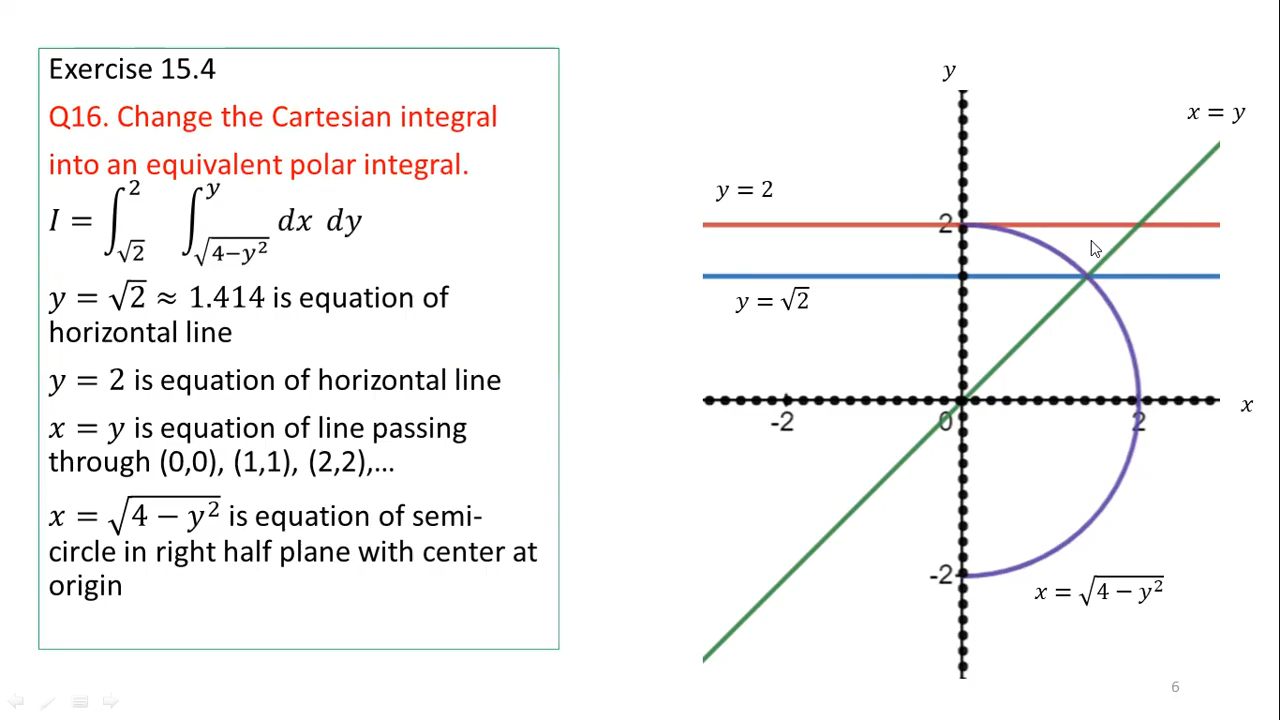 Exercise 15.4
Q16. Change the Cartesian integral
into an equivalent polar integral.
I = ∫_{√2}^{2} ∫_{√(4−y²)}^{y} dx dy
y = √2 ≈ 1.414 is equation of
horizontal line
y = 2 is equation of horizontal line
x = y is equation of line passing
through (0,0), (1,1), (2,2),...
x = √(4 − y²) is equation of semi-
circle in right half plane with center at
origin
y
x = y
y = 2
2
y = √2
-2
0
2
x
-2
x = √(4 − y²)
6